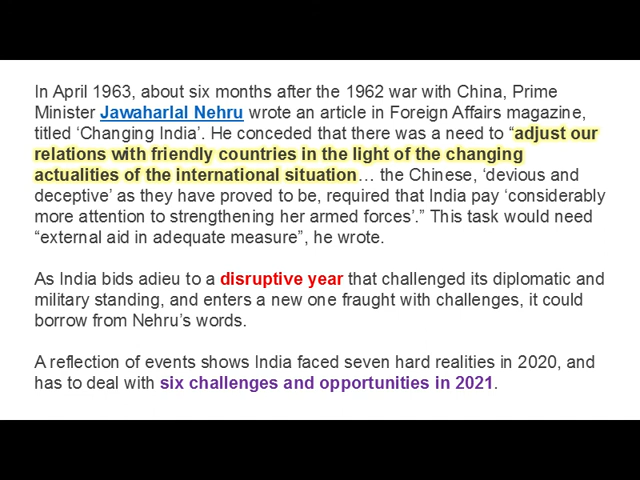 In April 1963, about six months after the 1962 war with China, Prime
Minister Jawaharlal Nehru wrote an article in Foreign Affairs magazine,
titled ‘Changing India’. He conceded that there was a need to “adjust our
relations with friendly countries in the light of the changing
actualities of the international situation… the Chinese, ‘devious and
deceptive’ as they have proved to be, required that India pay ‘considerably
more attention to strengthening her armed forces’.” This task would need
“external aid in adequate measure”, he wrote.
As India bids adieu to a disruptive year that challenged its diplomatic and
military standing, and enters a new one fraught with challenges, it could
borrow from Nehru’s words.
A reflection of events shows India faced seven hard realities in 2020, and
has to deal with six challenges and opportunities in 2021.